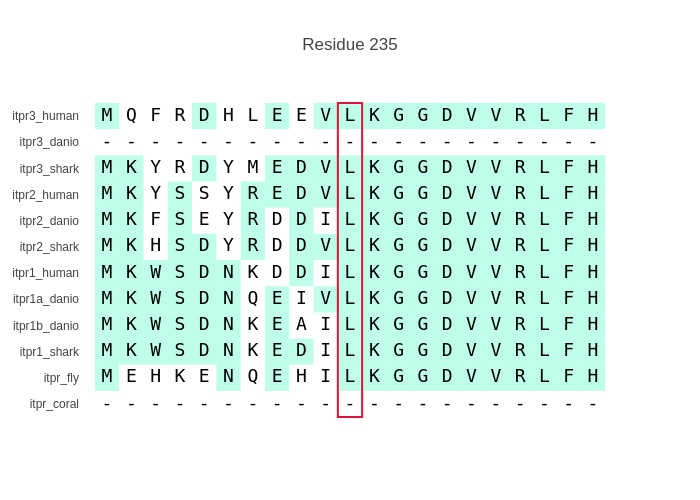 Residue 235
itpr3_human M Q F R D H L E E V L K G G D V V R L F H
itpr3_danio - - - - - - - - - - - - - - - - - - - - -
itpr3_shark M K Y R D Y M E D V L K G G D V V R L F H
itpr2_human M K Y S S Y R E D V L K G G D V V R L F H
itpr2_danio M K F S E Y R D D I L K G G D V V R L F H
itpr2_shark M K H S D Y R D D V L K G G D V V R L F H
itpr1_human M K W S D N K D D I L K G G D V V R L F H
itpr1a_danio M K W S D N Q E I V L K G G D V V R L F H
itpr1b_danio M K W S D N K E A I L K G G D V V R L F H
itpr1_shark M K W S D N K E D I L K G G D V V R L F H
itpr_fly M E H K E N Q E H I L K G G D V V R L F H
itpr_coral - - - - - - - - - - - - - - - - - - - - -